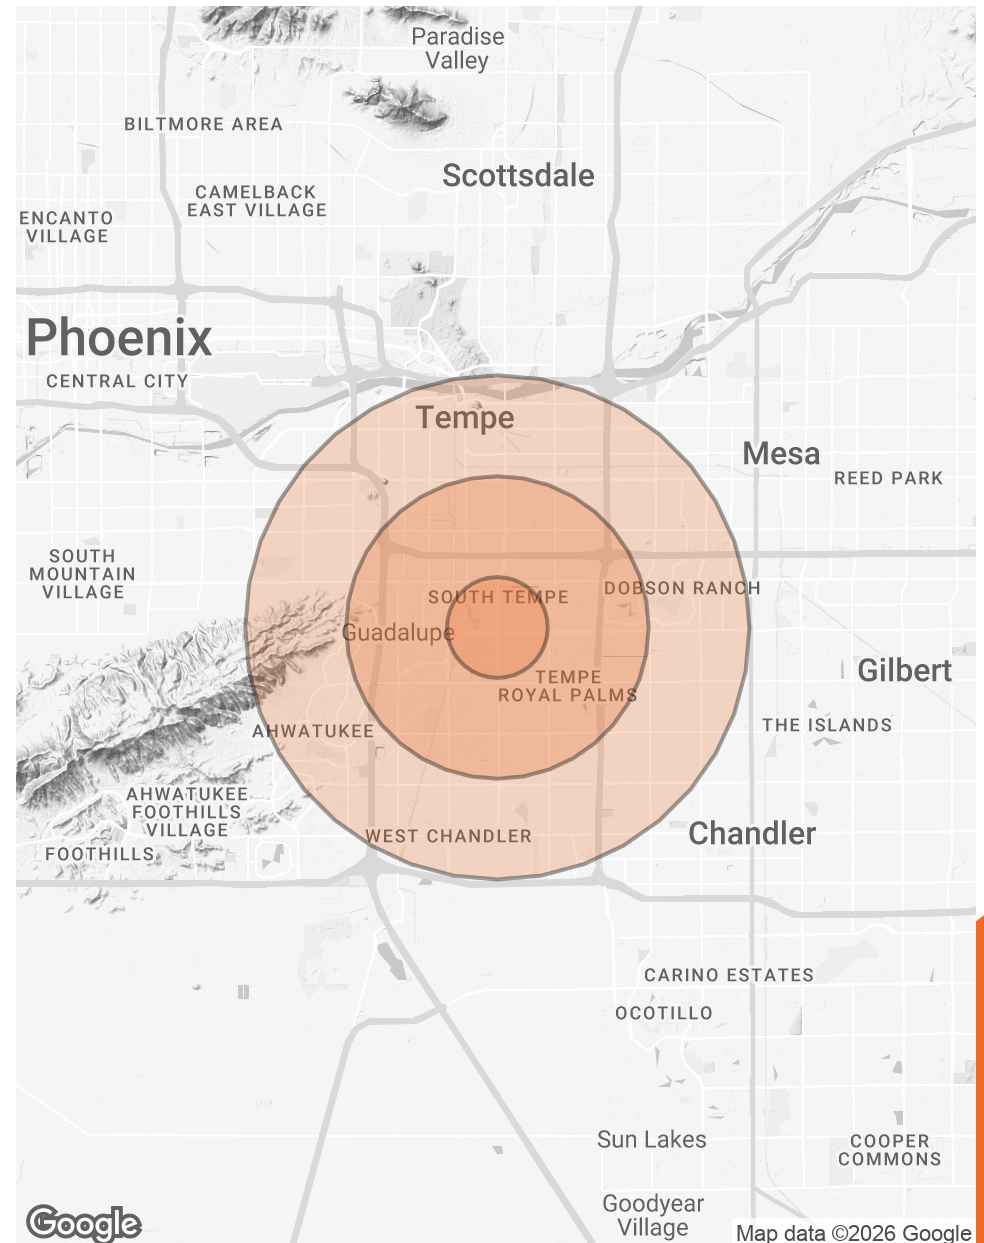 Paradise
Valley
BILTMORE AREA
Scottsdale
CAMELBACK
EAST VILLAGE
ENCANTO
VILLAGE
Phoenix
CENTRAL CITY
Tempe
Mesa
REED PARK
SOUTH
MOUNTAIN
VILLAGE
SOUTH TEMPE
DOBSON RANCH
Guadalupe
Gilbert
TEMPE
ROYAL PALMS
THE ISLANDS
AHWATUKEE
AHWATUKEE
FOOTHILLS
VILLAGE
FOOTHILLS
WEST CHANDLER
Chandler
CARINO ESTATES
OCOTILLO
Sun Lakes
COOPER
COMMONS
Goodyear
Village
Google
Map data ©2026 Google